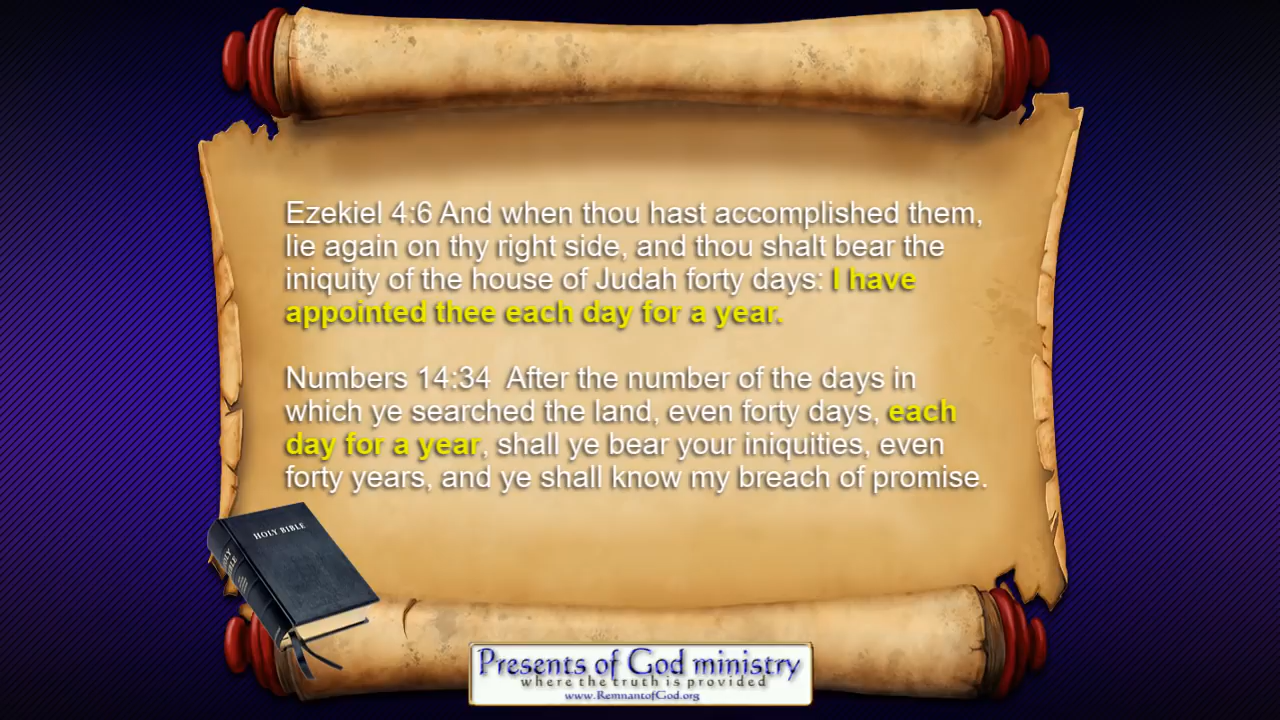 Ezekiel 4:6 And when thou hast accomplished them,
lie again on thy right side, and thou shalt bear the
iniquity of the house of Judah forty days: I have
appointed thee each day for a year.
Numbers 14:34 After the number of the days in
which ye searched the land, even forty days, each
day for a year, shall ye bear your iniquities, even
forty years, and ye shall know my breach of promise.
HOLY BIBLE
HOLY
BIBLE
Presents of God ministry
where the truth is provided
www.RemnantofGod.org